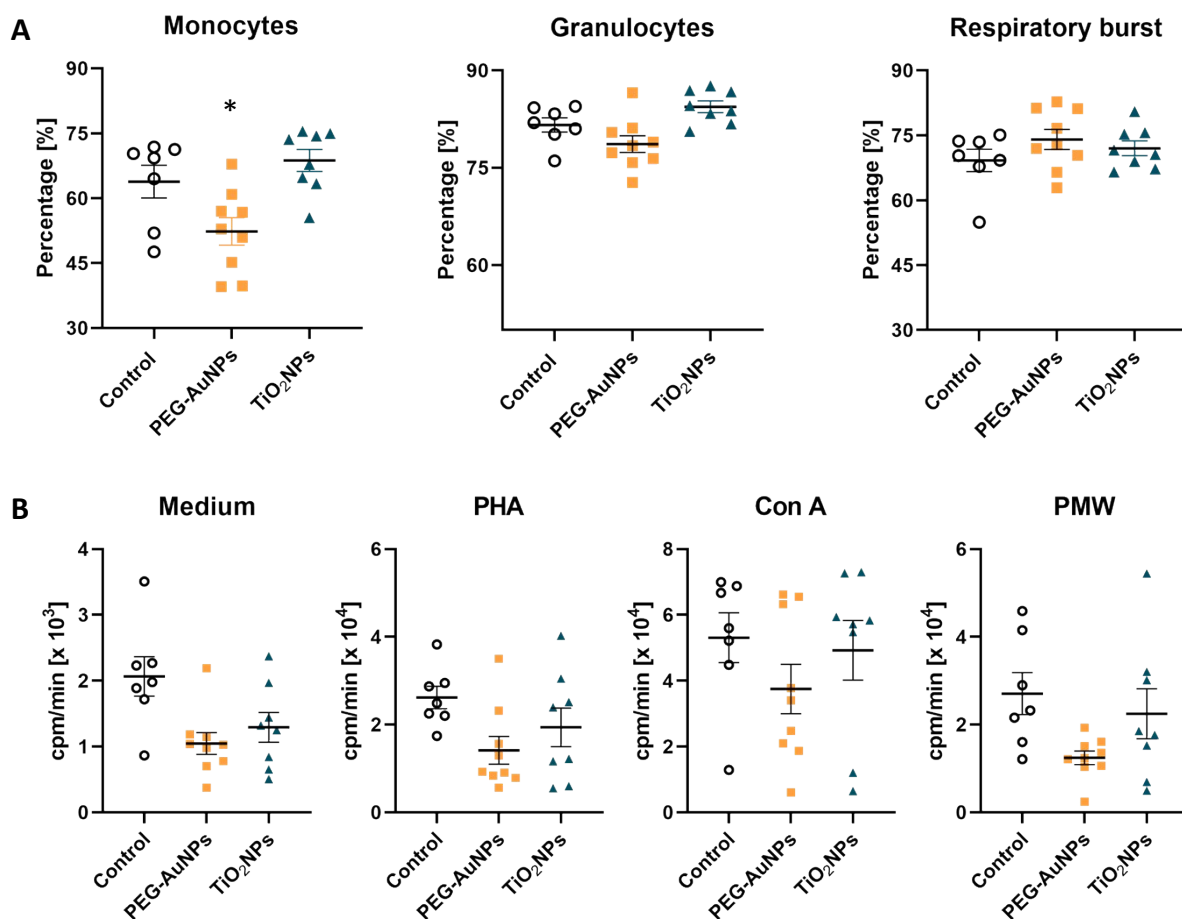 A
Monocytes
Granulocytes
Respiratory burst
Percentage [%]
90
75
60
45
30
*
Control
PEG-AuNPs
TiO₂NPs
Percentage [%]
90
75
60
Control
PEG-AuNPs
TiO₂NPs
Percentage [%]
90
75
60
45
30
Control
PEG-AuNPs
TiO₂NPs
B
Medium
PHA
Con A
PMW
cpm/min [x 10³]
4
3
2
1
0
Control
PEG-AuNPs
TiO₂NPs
cpm/min [x 10⁴]
6
4
2
0
Control
PEG-AuNPs
TiO₂NPs
cpm/min [x 10⁴]
8
6
4
2
0
Control
PEG-AuNPs
TiO₂NPs
cpm/min [x 10⁴]
6
4
2
0
Control
PEG-AuNPs
TiO₂NPs